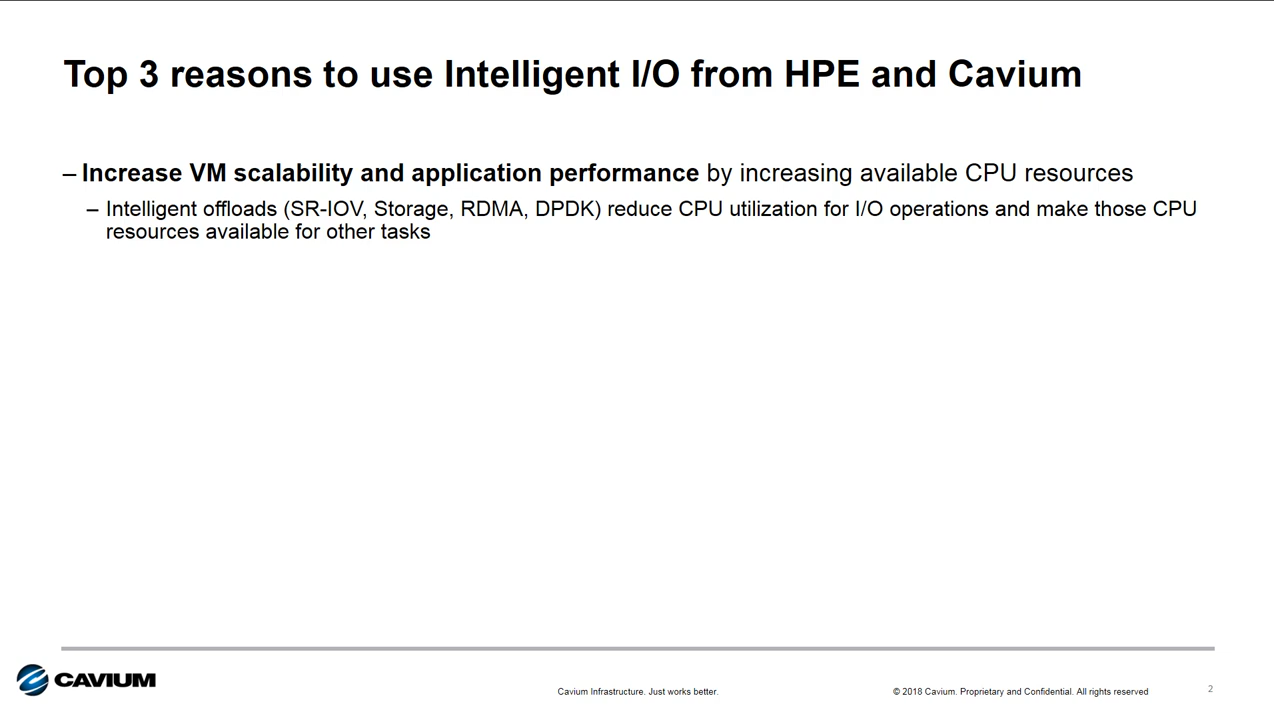 Top 3 reasons to use Intelligent I/O from HPE and Cavium
– Increase VM scalability and application performance by increasing available CPU resources
– Intelligent offloads (SR-IOV, Storage, RDMA, DPDK) reduce CPU utilization for I/O operations and make those CPU
resources available for other tasks
CAVIUM
Cavium Infrastructure. Just works better.
© 2018 Cavium. Proprietary and Confidential. All rights reserved
2